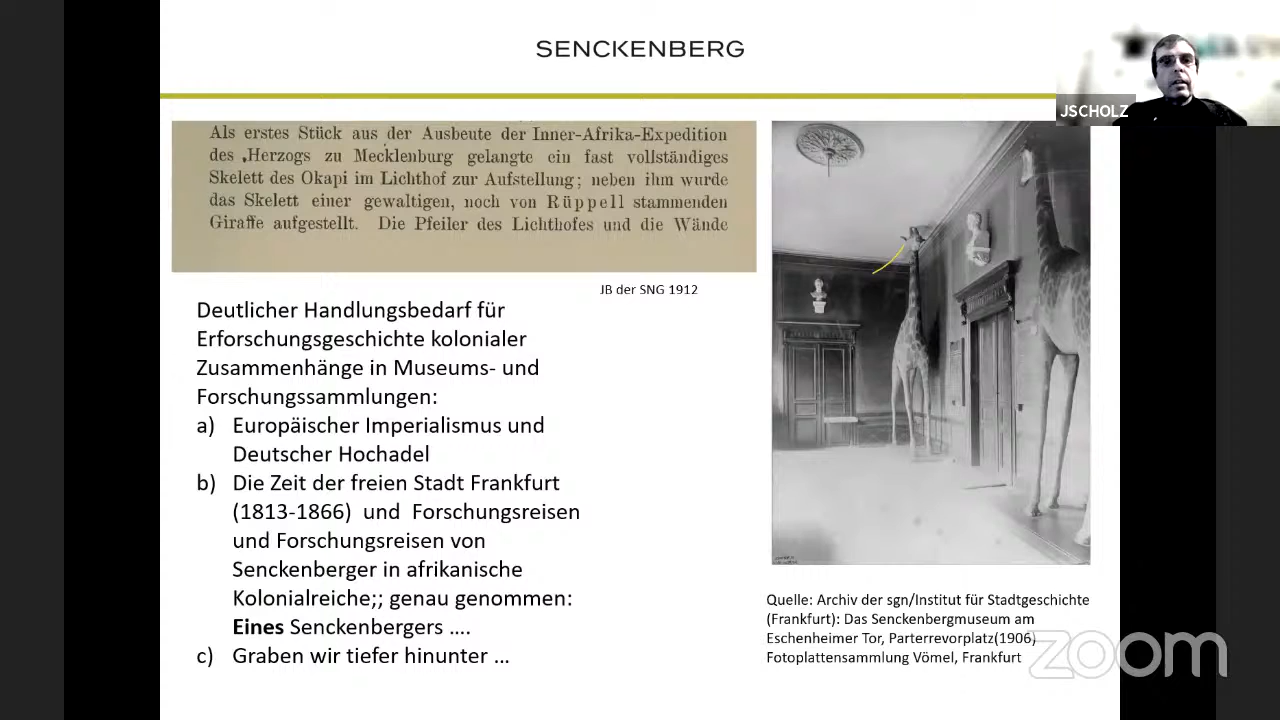 SENCKENBERG
JSCHOLZ
Als erstes Stück aus der Ausbeute der Inner-Afrika-Expedition
des Herzogs zu Mecklenburg gelangte ein fast vollständiges
Skelett des Okapi im Lichthof zur Aufstellung; neben ihm wurde
das Skelett einer gewaltigen, noch von Rüppell stammenden
Giraffe aufgestellt. Die Pfeiler des Lichthofes und die Wände
JB der SNG 1912
Deutlicher Handlungsbedarf für
Erforschungsgeschichte kolonialer
Zusammenhänge in Museums- und
Forschungssammlungen:
a) Europäischer Imperialismus und
Deutscher Hochadel
b) Die Zeit der freien Stadt Frankfurt
(1813-1866) und Forschungsreisen
und Forschungsreisen von
Senckenberger in afrikanische
Kolonialreiche;; genau genommen:
Eines Senckenbergers ....
c) Graben wir tiefer hinunter ...
Quelle: Archiv der sgn/Institut für Stadtgeschichte
(Frankfurt): Das Senckenbergmuseum am
Eschenheimer Tor, Parterrevorplatz(1906)
Fotoplattensammlung Vömel, Frankfurt
zoom